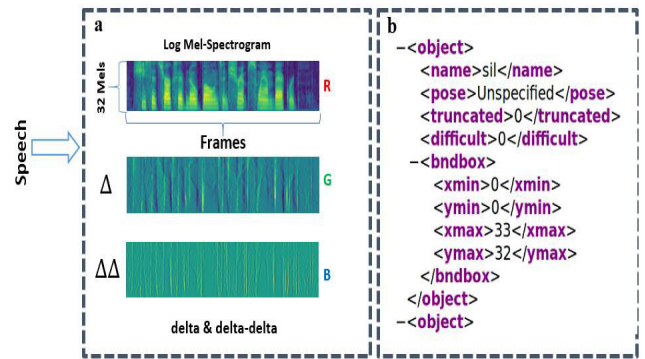 Speech
a
Log Mel-Spectrogram
32 Mels
R
Frames
Δ
G
ΔΔ
B
delta & delta-delta
b
−<object>
<name>sil</name>
<pose>Unspecified</pose>
<truncated>0</truncated>
<difficult>0</difficult>
−<bndbox>
<xmin>0</xmin>
<ymin>0</ymin>
<xmax>33</xmax>
<ymax>32</ymax>
</bndbox>
</object>
−<object>